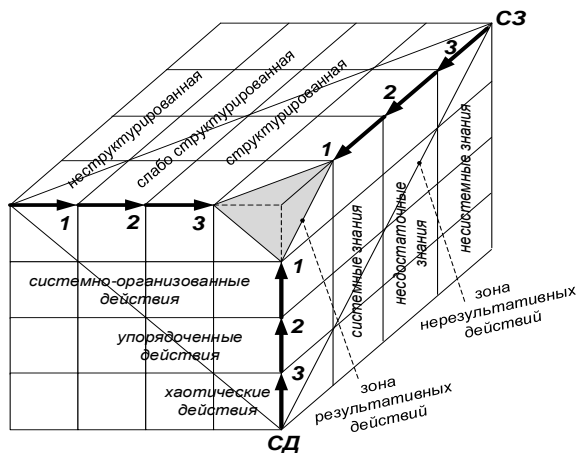 СЗ
неструктурированная
слабо структурированная
структурированная
3
2
1
1
2
3
системно-организованные
действия
1
упорядоченные
действия
2
хаотические
действия
3
СД
системные знания
несдостаточные
знания
несистемные знания
зона
нерезультативных
действий
зона
результативных
действий